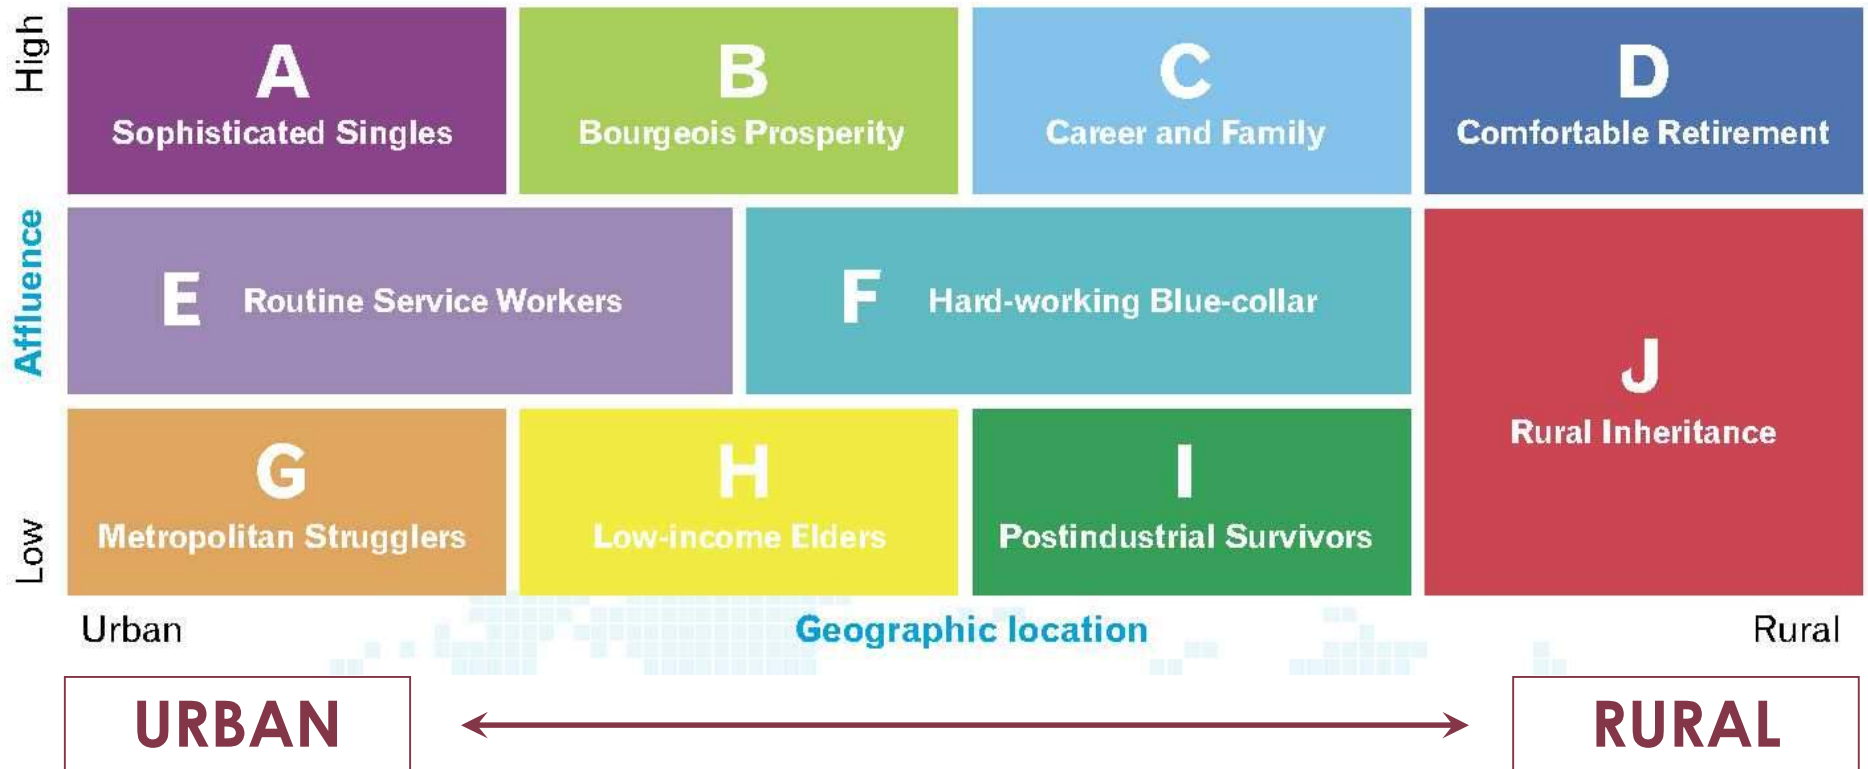 High
A
Sophisticated Singles
B
Bourgeois Prosperity
C
Career and Family
D
Comfortable Retirement
Affluence
E Routine Service Workers
F Hard-working Blue-collar
J
Rural Inheritance
G
Metropolitan Strugglers
H
Low-income Elders
I
Postindustrial Survivors
Low
Urban Geographic location Rural
URBAN RURAL